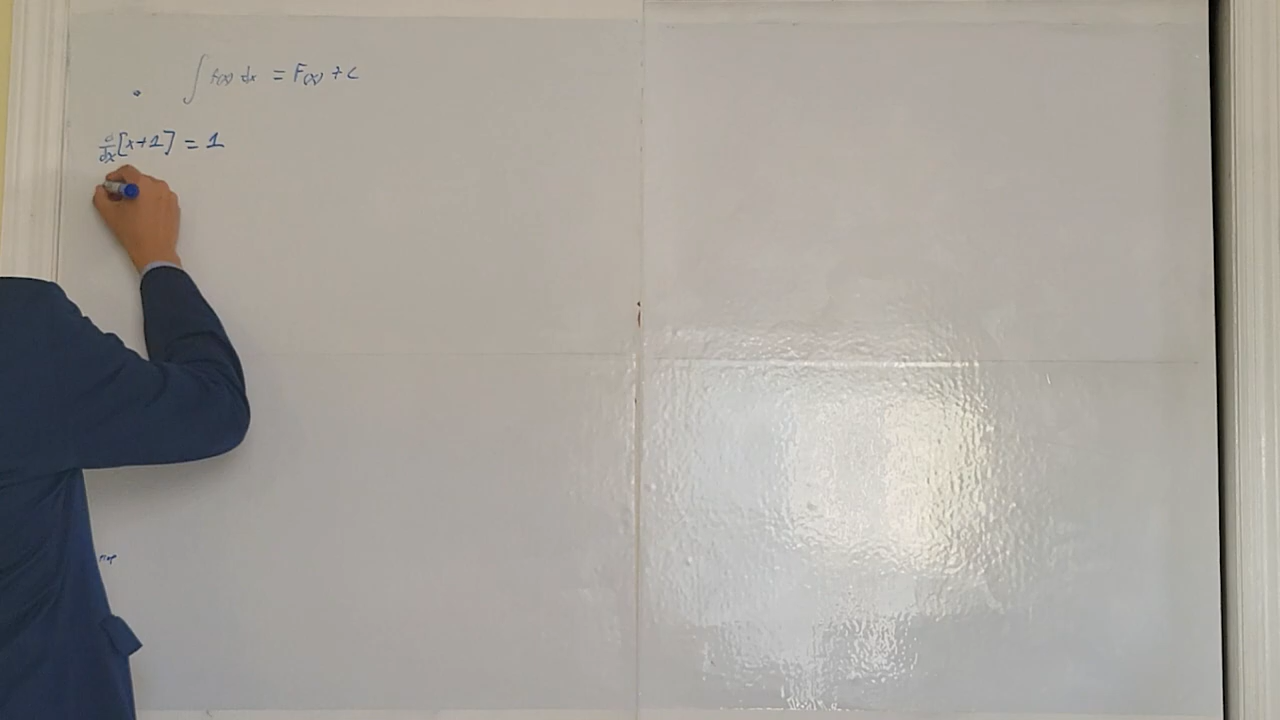 ∫ f(x) dx = F(x) + c
d/dx [x+1] = 1